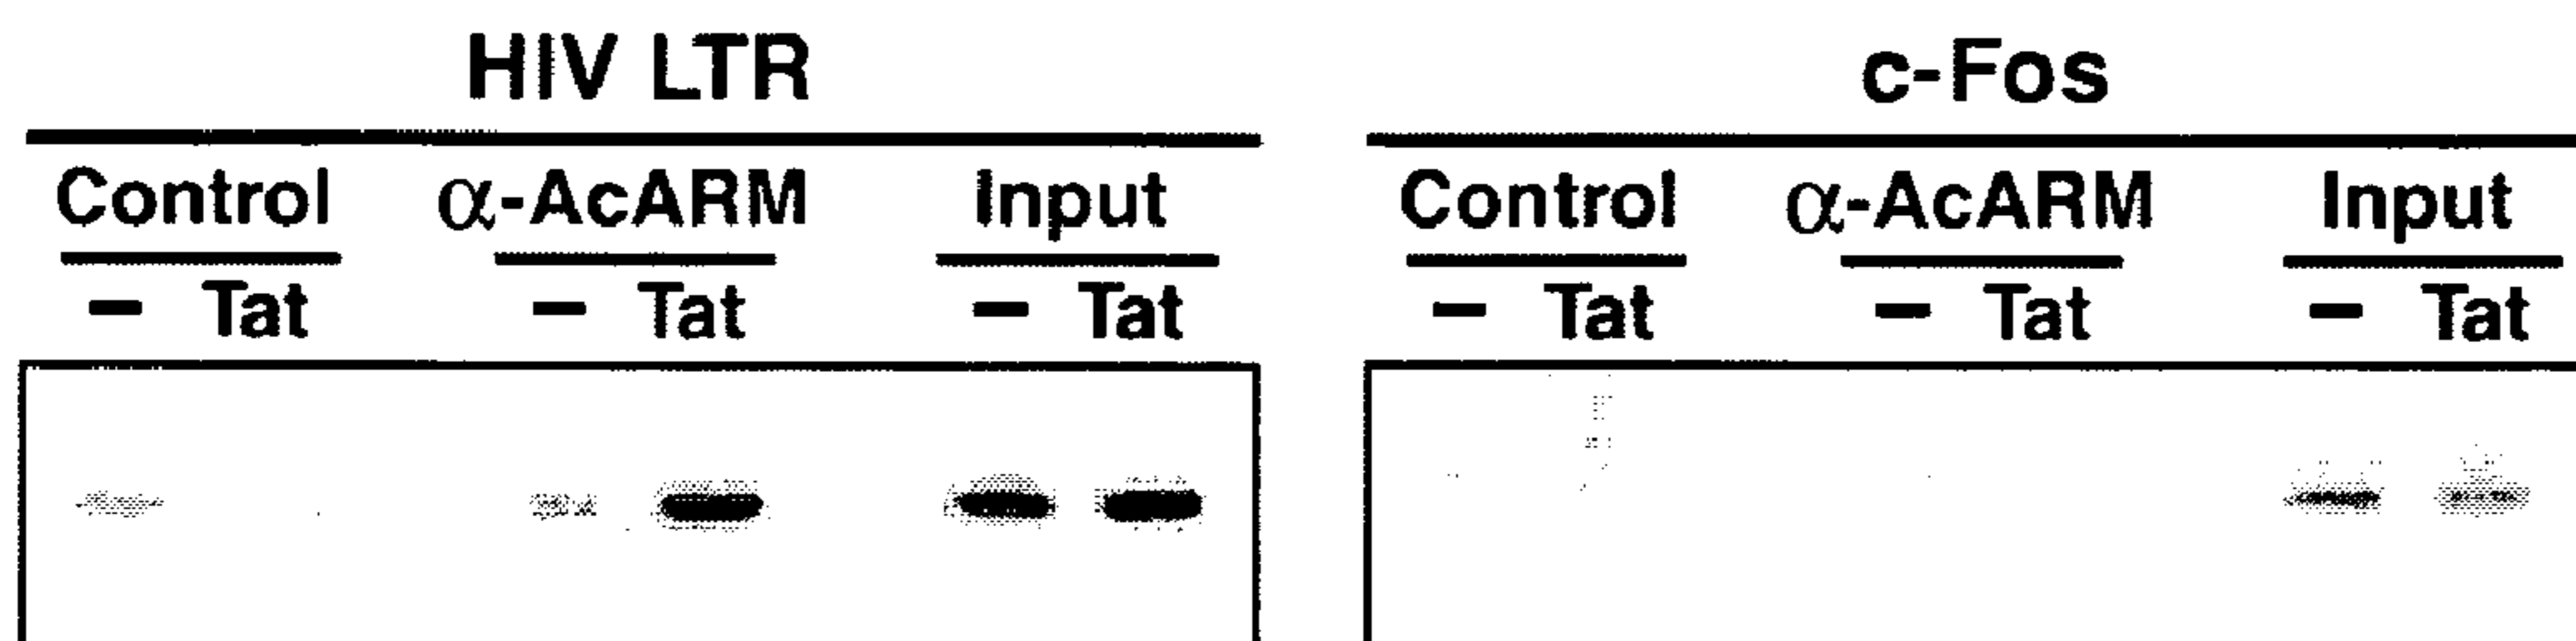 HIV LTR c-Fos
Control α-AcARM Input Control α-AcARM Input
– Tat – Tat – Tat – Tat – Tat – Tat